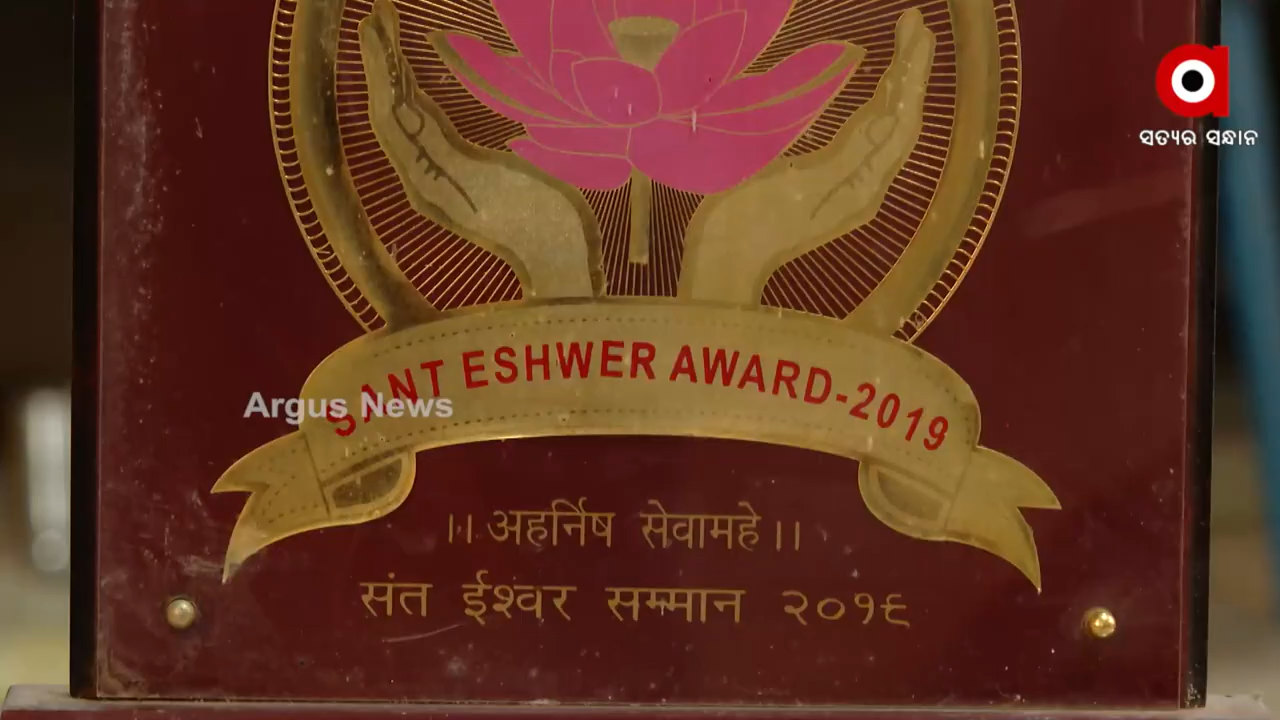 ସତ୍ୟର ସନ୍ଧାନ
SANT ESHWER AWARD-2019
Argus News
।।अहर्निष सेवामहे।।
संत ईश्वर सम्मान २०१९